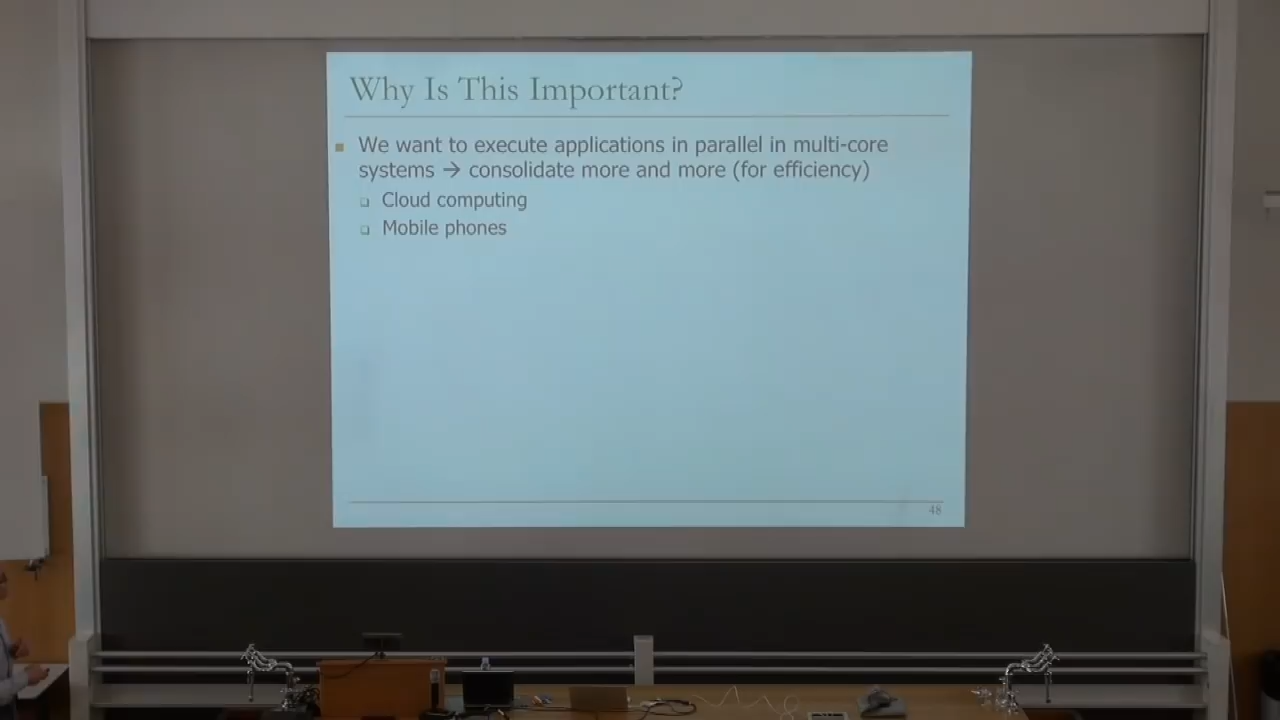 Why Is This Important?
We want to execute applications in parallel in multi-core
systems → consolidate more and more (for efficiency)
Cloud computing
Mobile phones
48